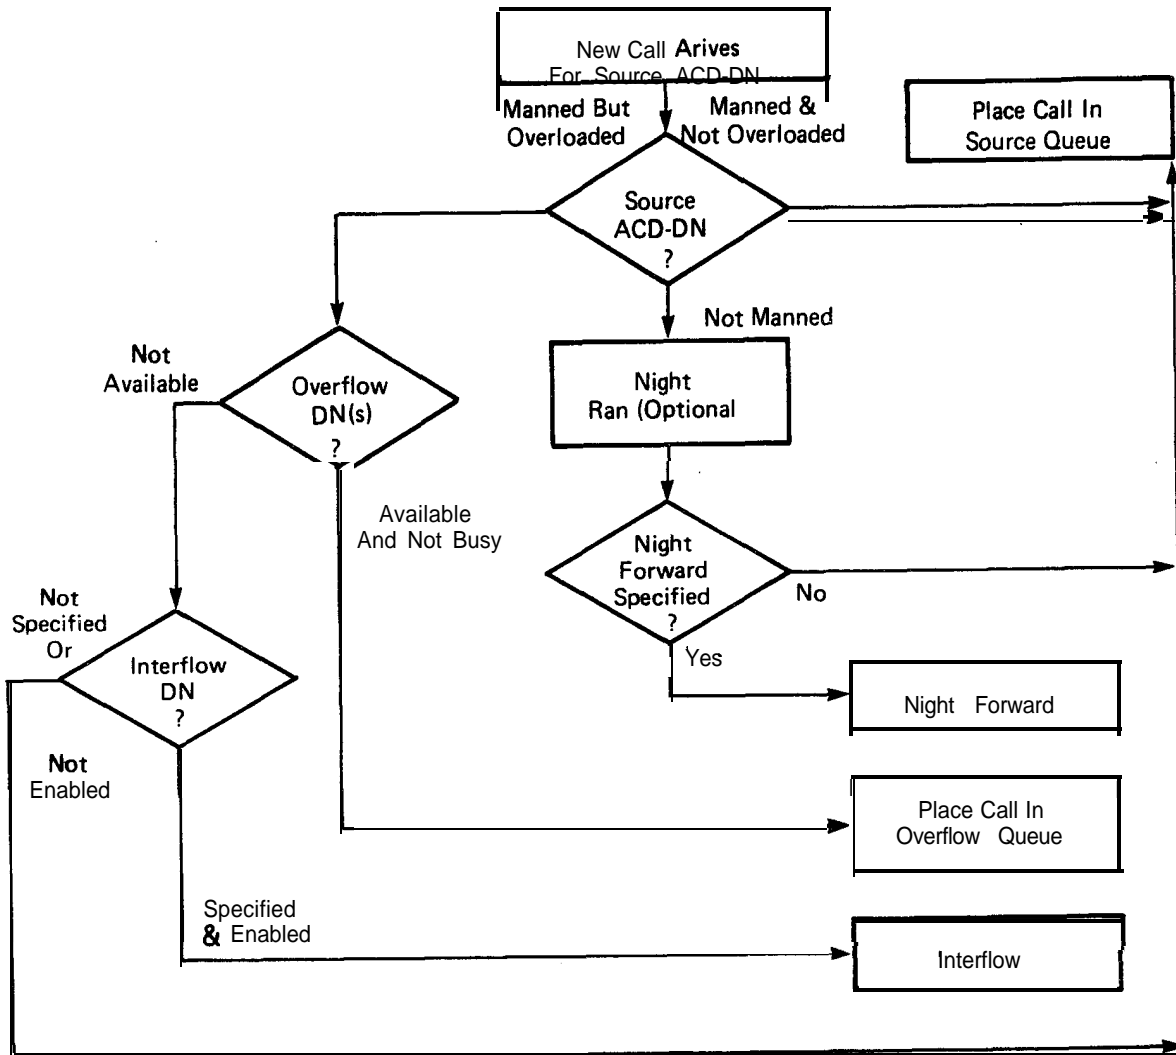 New Call Arives
For Source ACD-DN
Manned But
Overloaded
Manned &
Not Overloaded
Place Call In
Source Queue
Source
ACD-DN
?
Not Manned
Not
Available
Overflow
DN(s)
?
Night
Ran (Optional
Available
And Not Busy
Night
Forward
Specified
?
No
Yes
Not
Specified
Or
Interflow
DN
?
Night Forward
Not
Enabled
Place Call In
Overflow Queue
Specified
& Enabled
Interflow